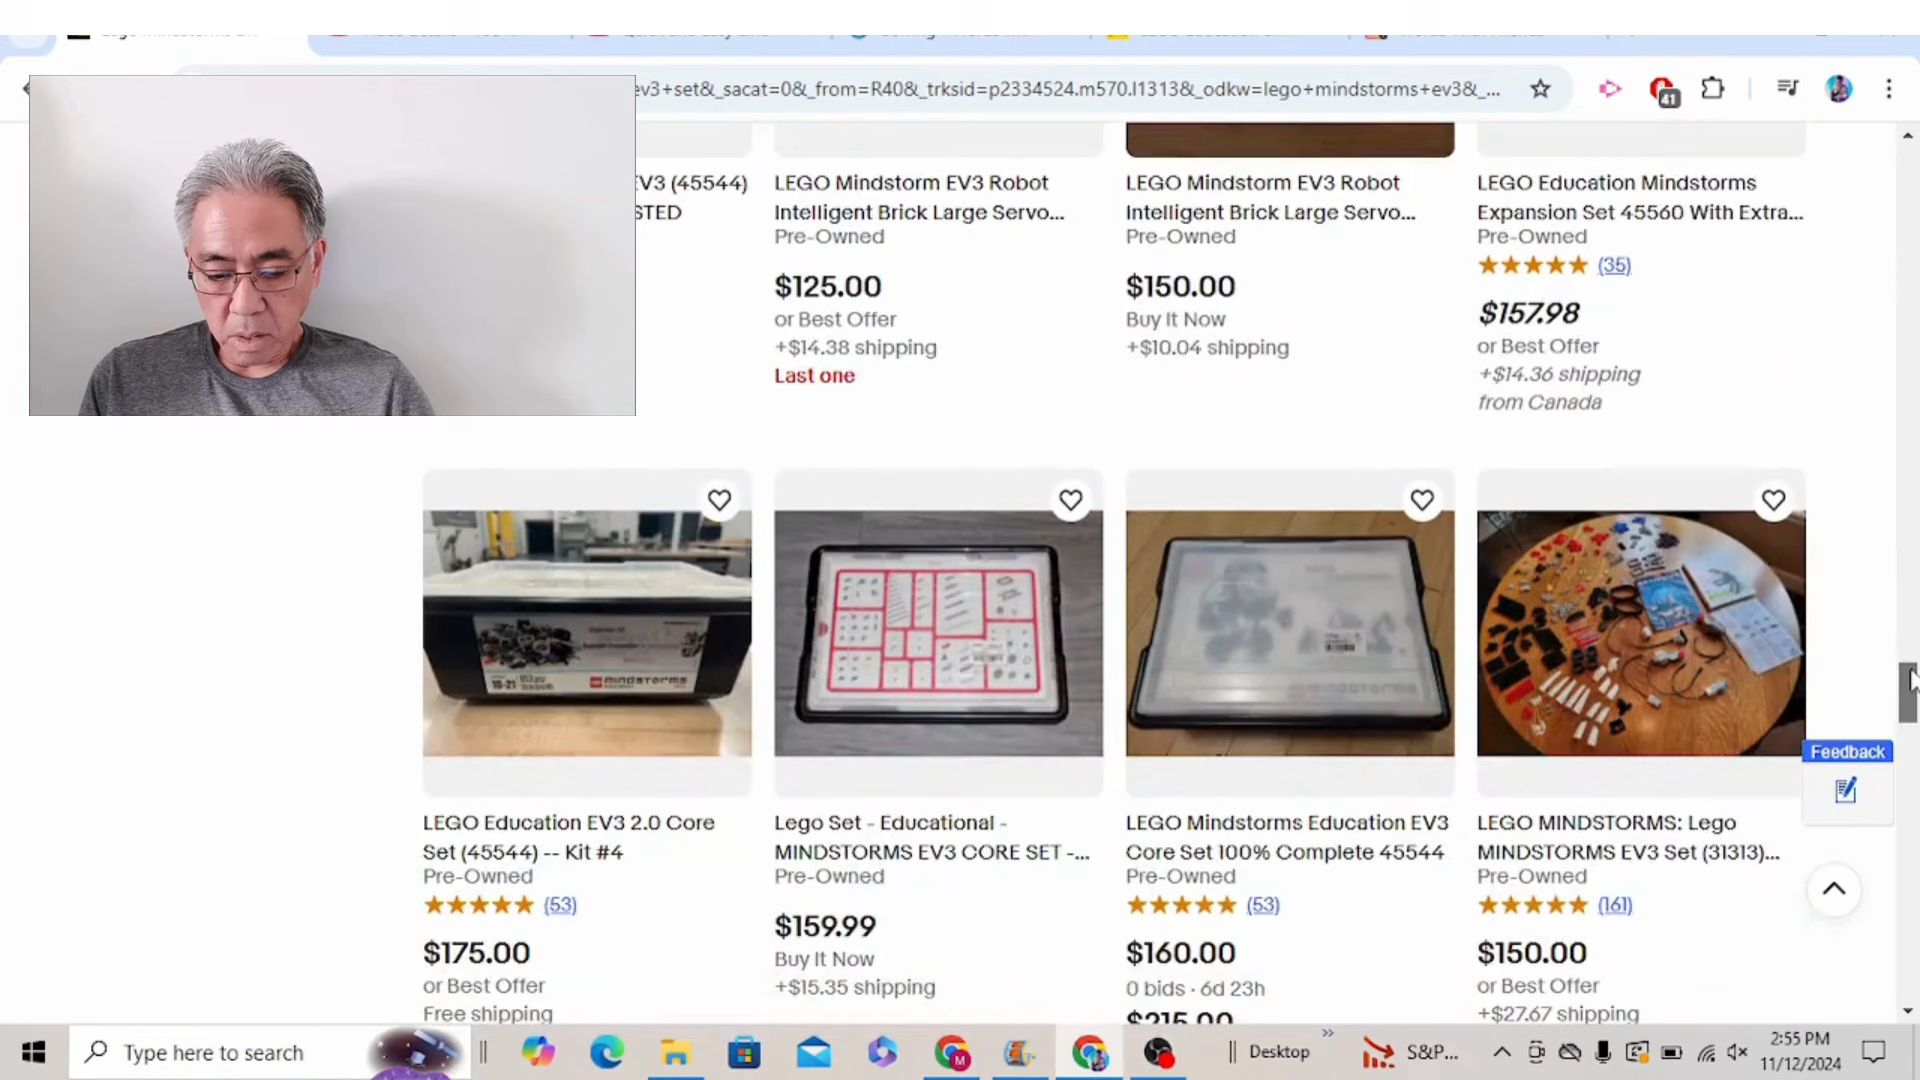 ev3+set&_sacat=0&_from=R40&_trksid=p2334524.m570.l1313&_odkw=lego+mindstorms+ev3&_...
41
EV3 (45544)
STED
LEGO Mindstorm EV3 Robot
Intelligent Brick Large Servo...
Pre-Owned
$125.00
or Best Offer
+$14.38 shipping
Last one
LEGO Mindstorm EV3 Robot
Intelligent Brick Large Servo...
Pre-Owned
$150.00
Buy It Now
+$10.04 shipping
LEGO Education Mindstorms
Expansion Set 45560 With Extra...
Pre-Owned
(35)
$157.98
or Best Offer
+$14.36 shipping
from Canada
mindstorms
LEGO Education EV3 2.0 Core
Set (45544) -- Kit #4
Pre-Owned
(53)
$175.00
or Best Offer
Free shipping
Lego Set - Educational -
MINDSTORMS EV3 CORE SET -...
Pre-Owned
$159.99
Buy It Now
+$15.35 shipping
LEGO Mindstorms Education EV3
Core Set 100% Complete 45544
Pre-Owned
(53)
$160.00
0 bids · 6d 23h
$215.00
LEGO MINDSTORMS: Lego
MINDSTORMS EV3 Set (31313)...
Pre-Owned
(161)
$150.00
or Best Offer
+$27.67 shipping
Feedback
Type here to search
Desktop
S&P...
2:55 PM
11/12/2024